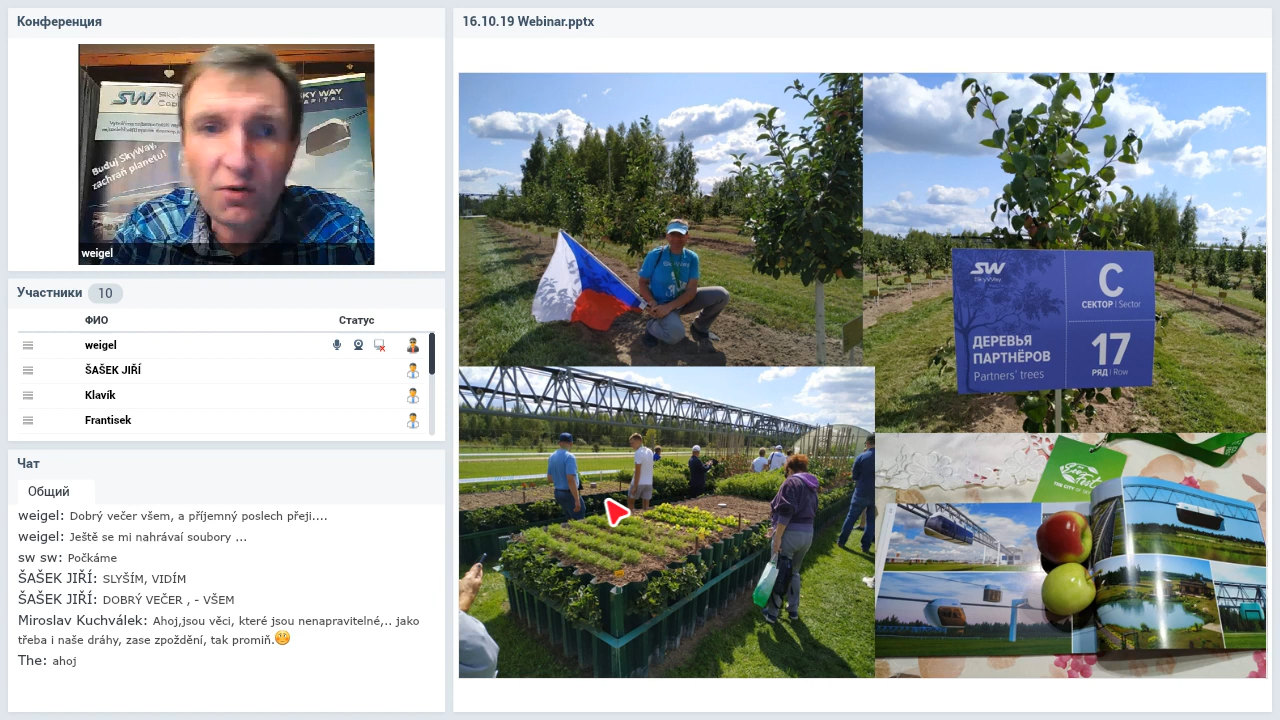 Конференция
SW
SKY WAY
CAPITAL
Buduj SkyWay,
zachraň planetu!
weigel
Участники 10
ФИО Статус
weigel
ŠAŠEK JIŘÍ
Klavík
Frantisek
Чат
Общий
weigel: Dobrý večer všem, a příjemný poslech přeji....
weigel: Ještě se mi nahrávaí soubory ...
sw sw: Počkáme
ŠAŠEK JIŘÍ: SLYŠÍM, VIDÍM
ŠAŠEK JIŘÍ: DOBRÝ VEČER , - VŠEM
Miroslav Kuchválek: Ahoj,jsou věci, které jsou nenapravitelné,.. jako
třeba i naše dráhy, zase zpoždění, tak promiň.
The: ahoj
16.10.19 Webinar.pptx
SkyWay
SW
SkyWay
C
СЕКТОР | Sector
ДЕРЕВЬЯ
ПАРТНЁРОВ
Partners' trees
17
РЯД | Row
Fest